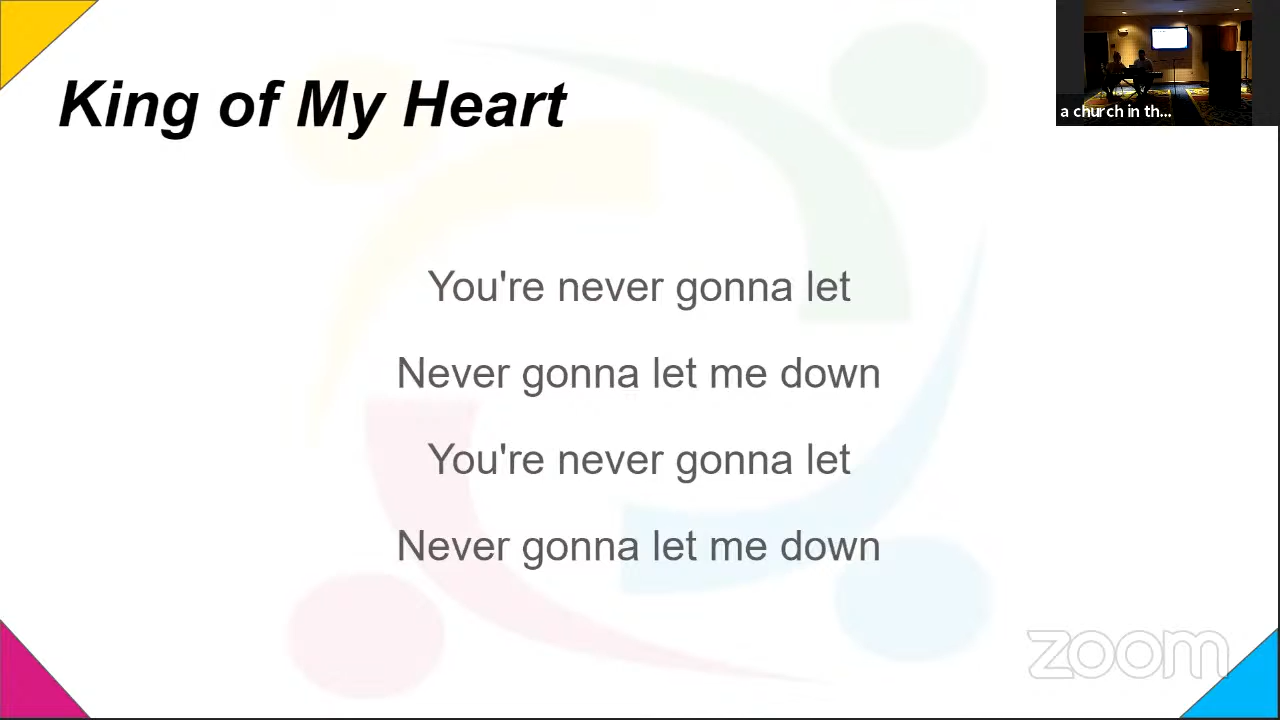 King of My Heart
a church in th...
You're never gonna let
Never gonna let me down
You're never gonna let
Never gonna let me down
zoom